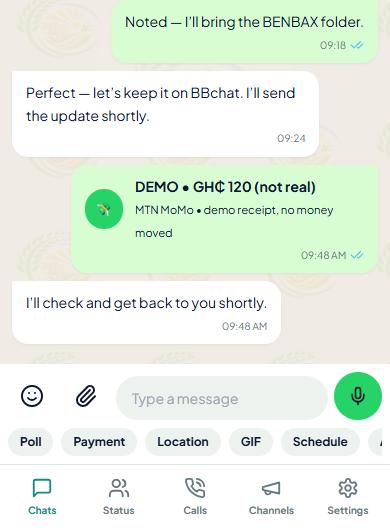 Noted — I'll bring the BENBAX folder.
09:18
Perfect — let's keep it on BBchat. I'll send
the update shortly.
09:24
DEMO • GH₵ 120 (not real)
MTN MoMo • demo receipt, no money
moved
09:48 AM
I'll check and get back to you shortly.
09:48 AM
Type a message
Poll Payment Location GIF Schedule
Chats Status Calls Channels Settings